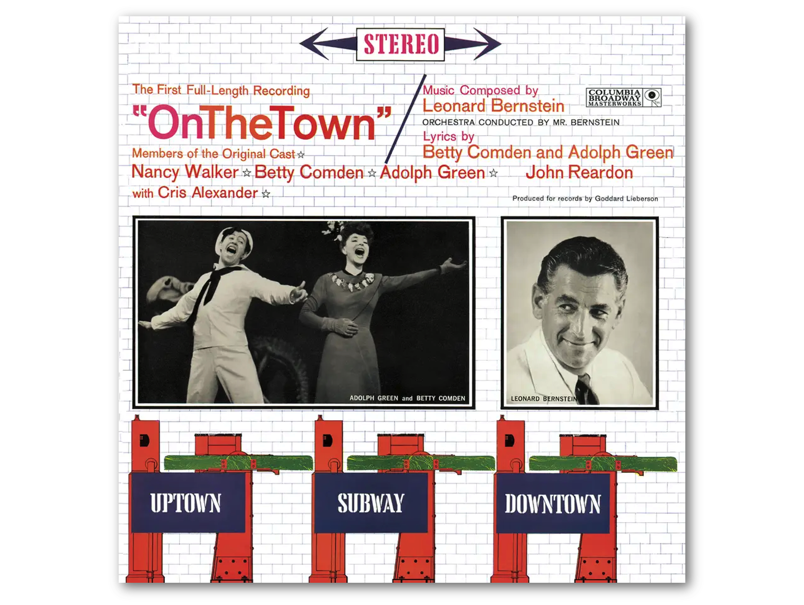 STEREO
The First Full-Length Recording
"OnTheTown"
Members of the Original Cast☆
Nancy Walker ☆ Betty Comden ☆ Adolph Green ☆ John Reardon
with Cris Alexander ☆
Music Composed by
Leonard Bernstein
ORCHESTRA CONDUCTED BY MR. BERNSTEIN
Lyrics by
Betty Comden and Adolph Green
COLUMBIA
BROADWAY
MASTERWORKS
Produced for records by Goddard Lieberson
ADOLPH GREEN and BETTY COMDEN
LEONARD BERNSTEIN
UPTOWN
SUBWAY
DOWNTOWN